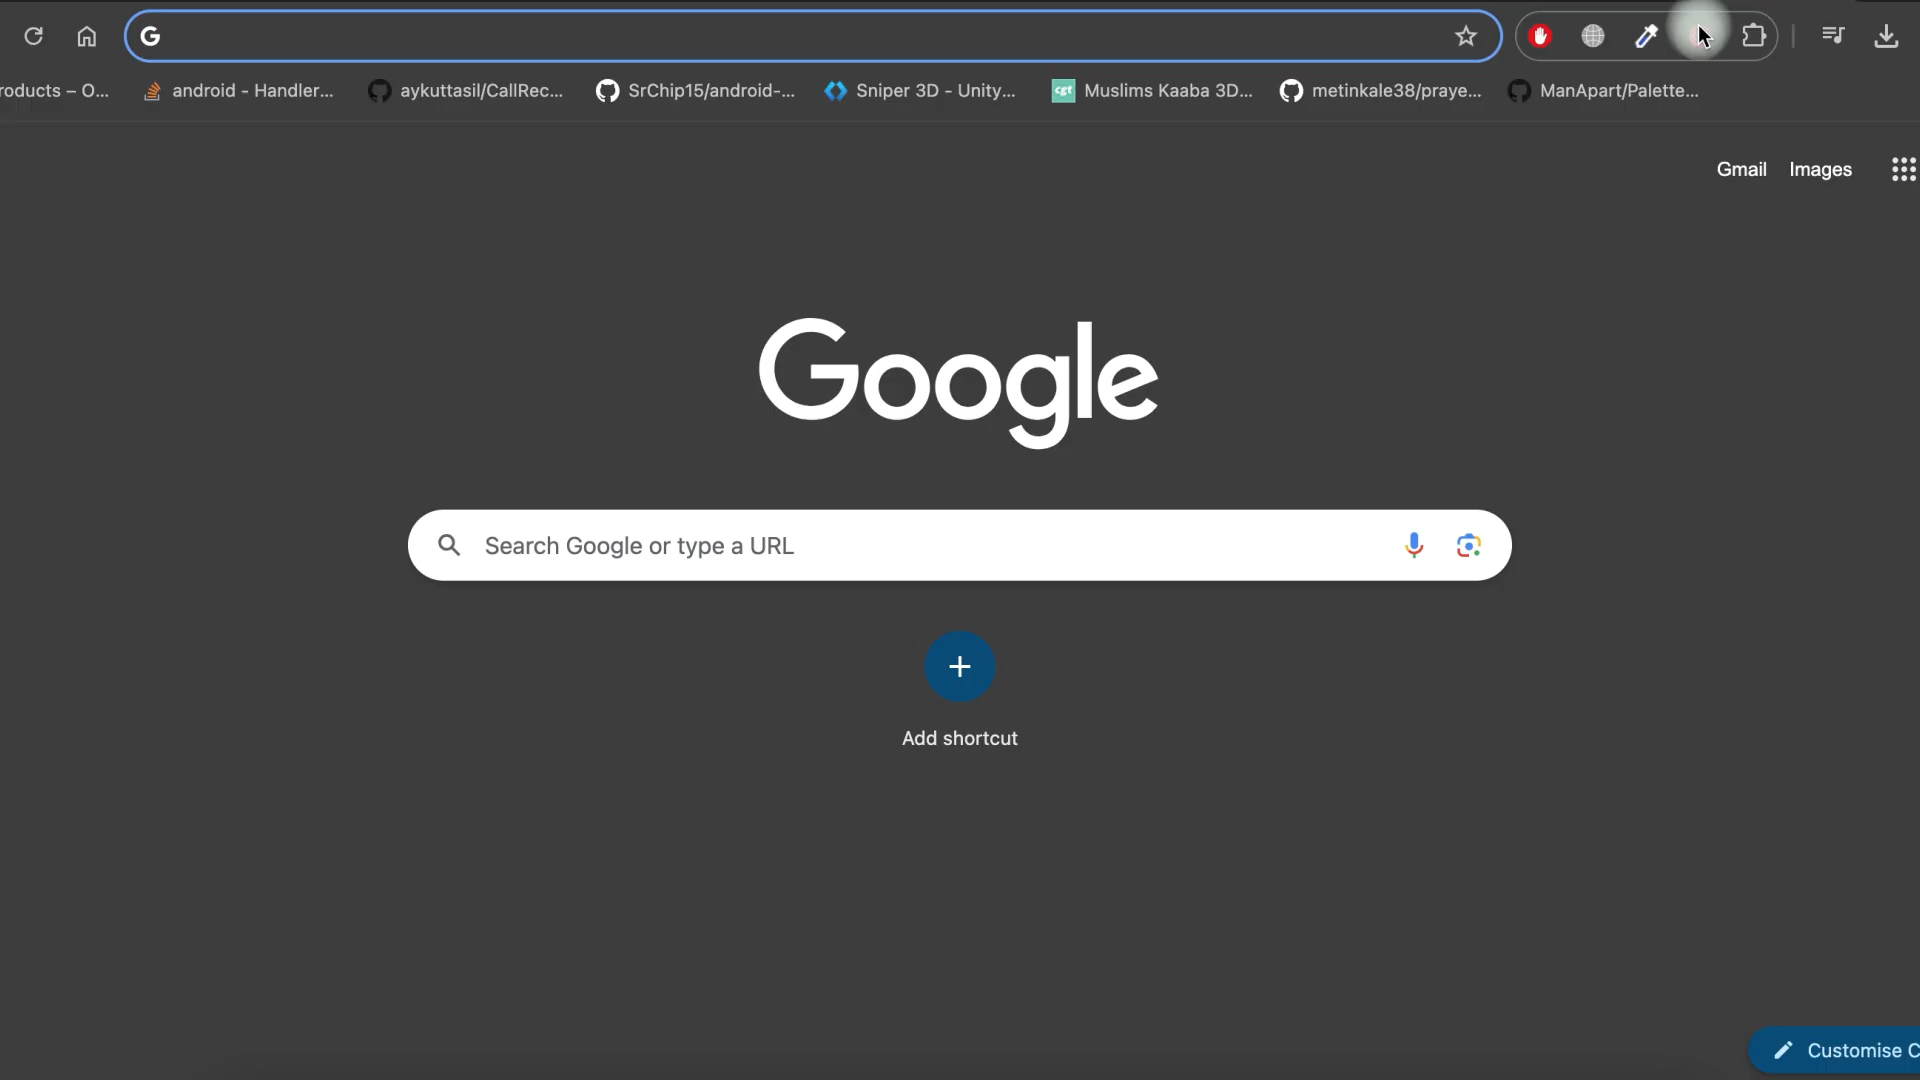 roducts – O...
android - Handler...
aykuttasil/CallRec...
SrChip15/android-...
Sniper 3D - Unity...
cgt
Muslims Kaaba 3D...
metinkale38/praye...
ManApart/Palette...
Gmail
Images
Google
Search Google or type a URL
Add shortcut
Customise C